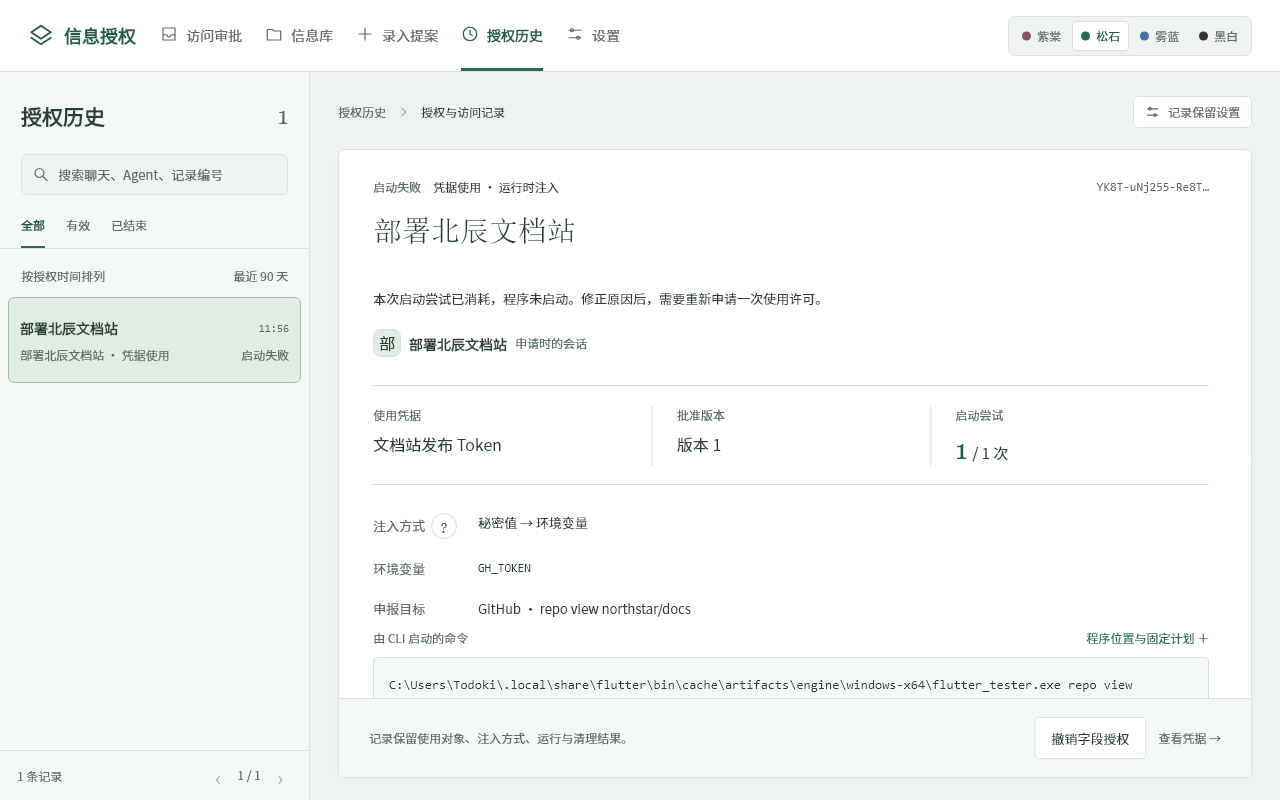 信息授权
访问审批
信息库
录入提案
授权历史
设置
紫棠
松石
雾蓝
黑白
授权历史
1
搜索聊天、Agent、记录编号
全部
有效
已结束
按授权时间排列
最近 90 天
部署北辰文档站
11:56
部署北辰文档站 · 凭据使用
启动失败
1 条记录
‹
1 / 1
›
授权历史
授权与访问记录
记录保留设置
启动失败 凭据使用 · 运行时注入
YK8T-uNj255-Re8T…
部署北辰文档站
本次启动尝试已消耗，程序未启动。修正原因后，需要重新申请一次使用许可。
部
部署北辰文档站 申请时的会话
使用凭据
文档站发布 Token
批准版本
版本 1
启动尝试
1 / 1 次
注入方式 ?
秘密值 → 环境变量
环境变量
GH_TOKEN
申报目标
GitHub · repo view northstar/docs
由 CLI 启动的命令
程序位置与固定计划 +
C:\Users\Todoki\.local\share\flutter\bin\cache\artifacts\engine\windows-x64\flutter_tester.exe repo view
记录保留使用对象、注入方式、运行与清理结果。
撤销字段授权
查看凭据 →